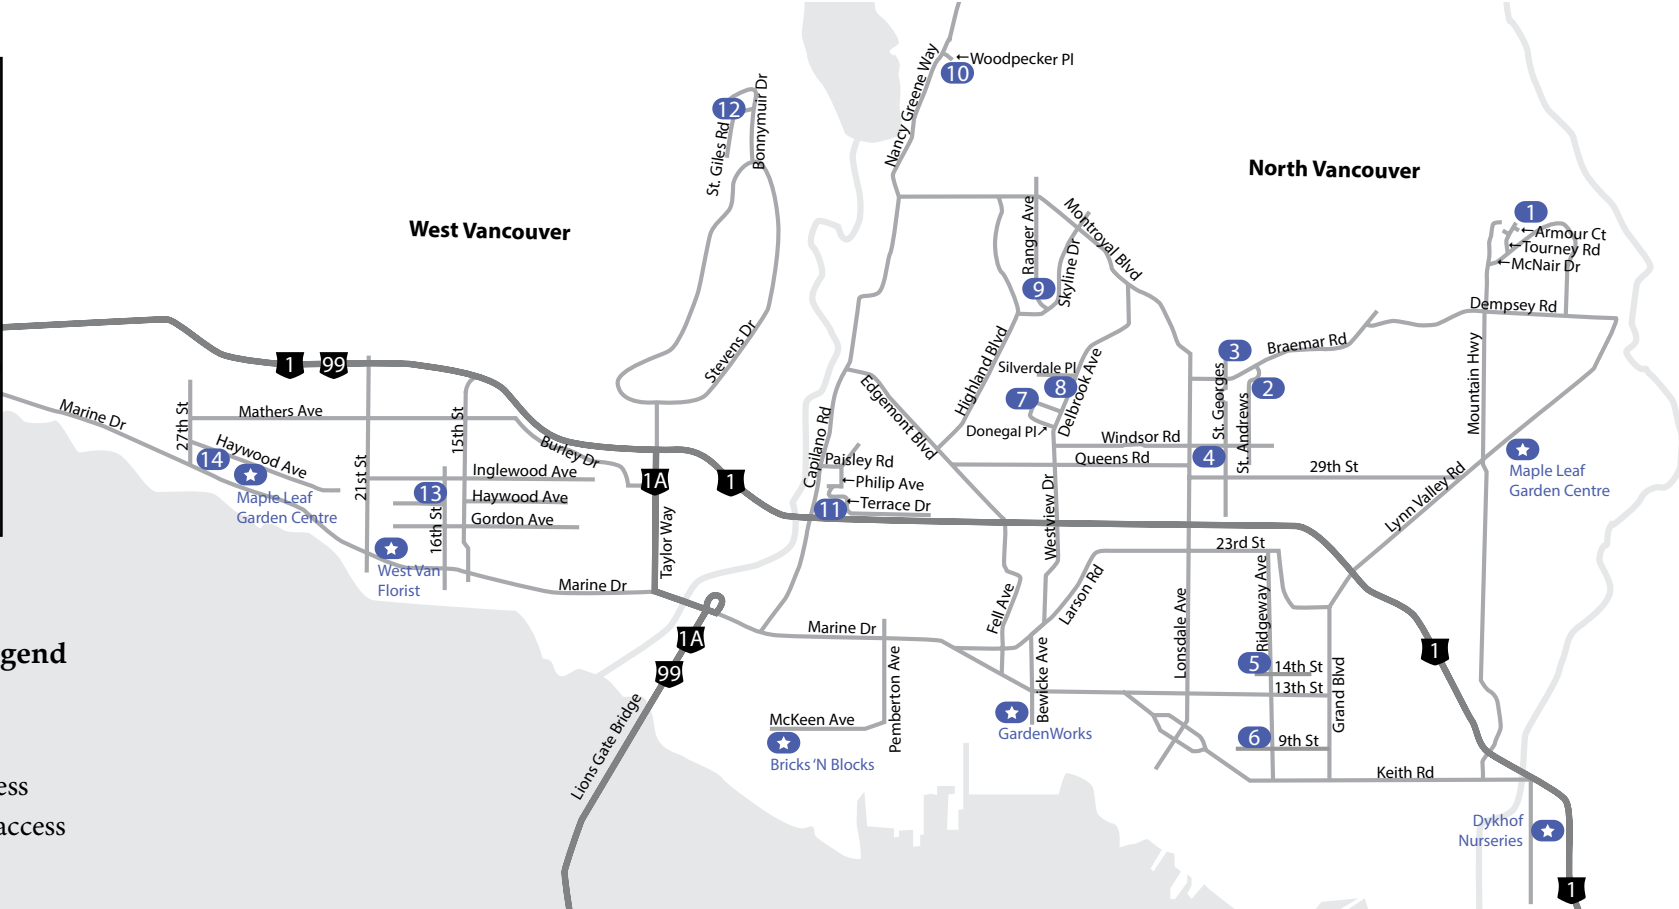 ←Woodpecker Pl
10
Nancy Greene Way
12
St. Giles Rd
Bonnymuir Dr
North Vancouver
West Vancouver
1
←Armour Ct
←Tourney Rd
←McNair Dr
Ranger Ave
Montroyal Blvd
Skyline Dr
9
Dempsey Rd
Stevens Dr
Highland Blvd
3
Braemar Rd
Mountain Hwy
1
99
Silverdale Pl
8
7
Delbrook Ave
Donegal Pl↗
2
St. Georges
St. Andrews
Marine Dr
27th St
Mathers Ave
15th St
Burley Dr
Edgemont Blvd
Capilano Rd
Windsor Rd
Queens Rd
4
29th St
Lynn Valley Rd
Maple Leaf
Garden Centre
14
Haywood Ave
Maple Leaf
Garden Centre
21st St
Inglewood Ave
13
Haywood Ave
Gordon Ave
16th St
1A
1
Paisley Rd
←Philip Ave
←Terrace Dr
11
Westview Dr
23rd St
Taylor Way
West Van
Florist
Marine Dr
Marine Dr
Fell Ave
Larson Rd
Ridgeway Ave
Lonsdale Ave
1A
99
1
gend
Pemberton Ave
Bewicke Ave
5
14th St
13th St
Grand Blvd
McKeen Ave
Bricks ‘N Blocks
GardenWorks
6
9th St
Keith Rd
Lions Gate Bridge
ess
access
Dykhof
Nurseries
1